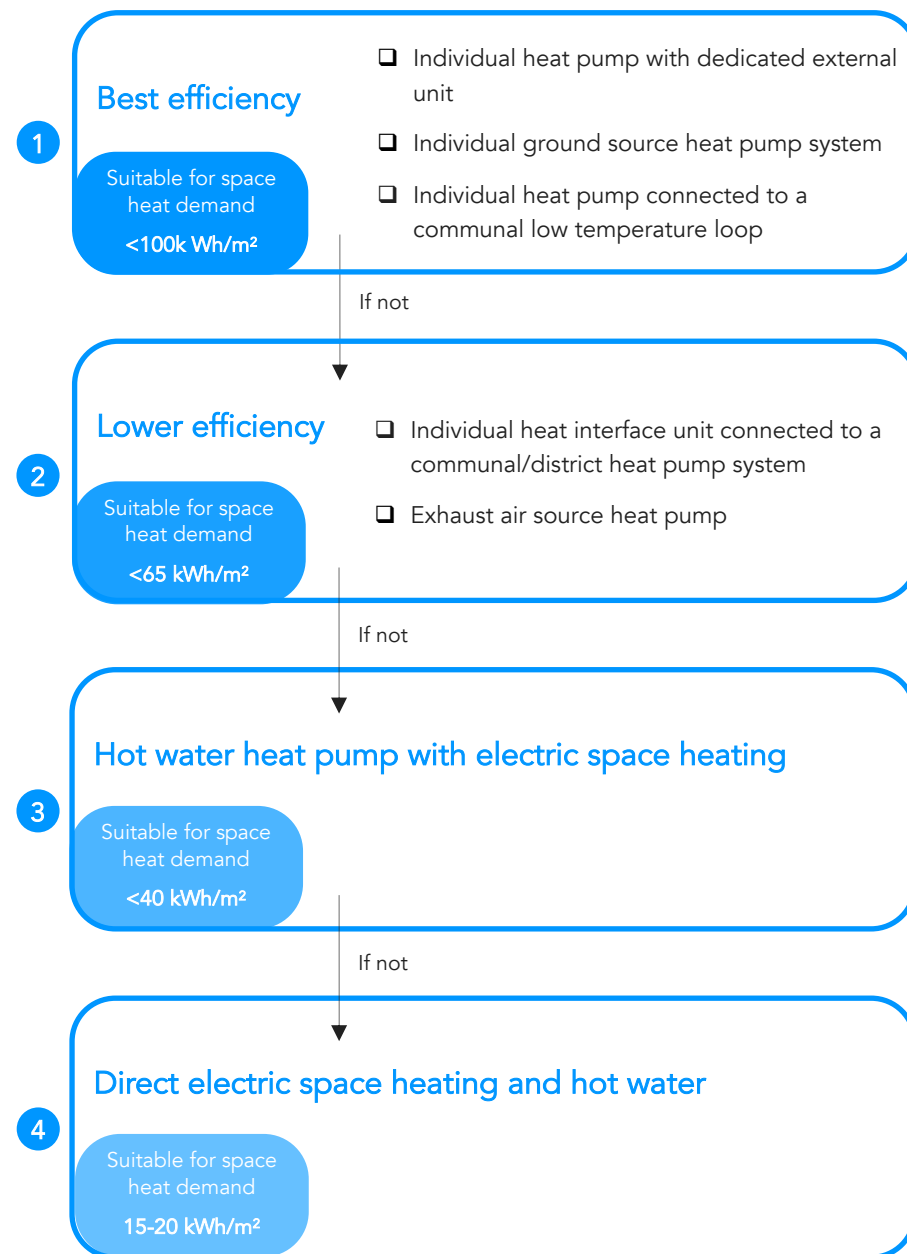 1
Best efficiency
Suitable for space
heat demand
<100k Wh/m²
❑ Individual heat pump with dedicated external
unit
❑ Individual ground source heat pump system
❑ Individual heat pump connected to a
communal low temperature loop
If not
2
Lower efficiency
Suitable for space
heat demand
<65 kWh/m²
❑ Individual heat interface unit connected to a
communal/district heat pump system
❑ Exhaust air source heat pump
If not
3
Hot water heat pump with electric space heating
Suitable for space
heat demand
<40 kWh/m²
If not
4
Direct electric space heating and hot water
Suitable for space
heat demand
15-20 kWh/m²